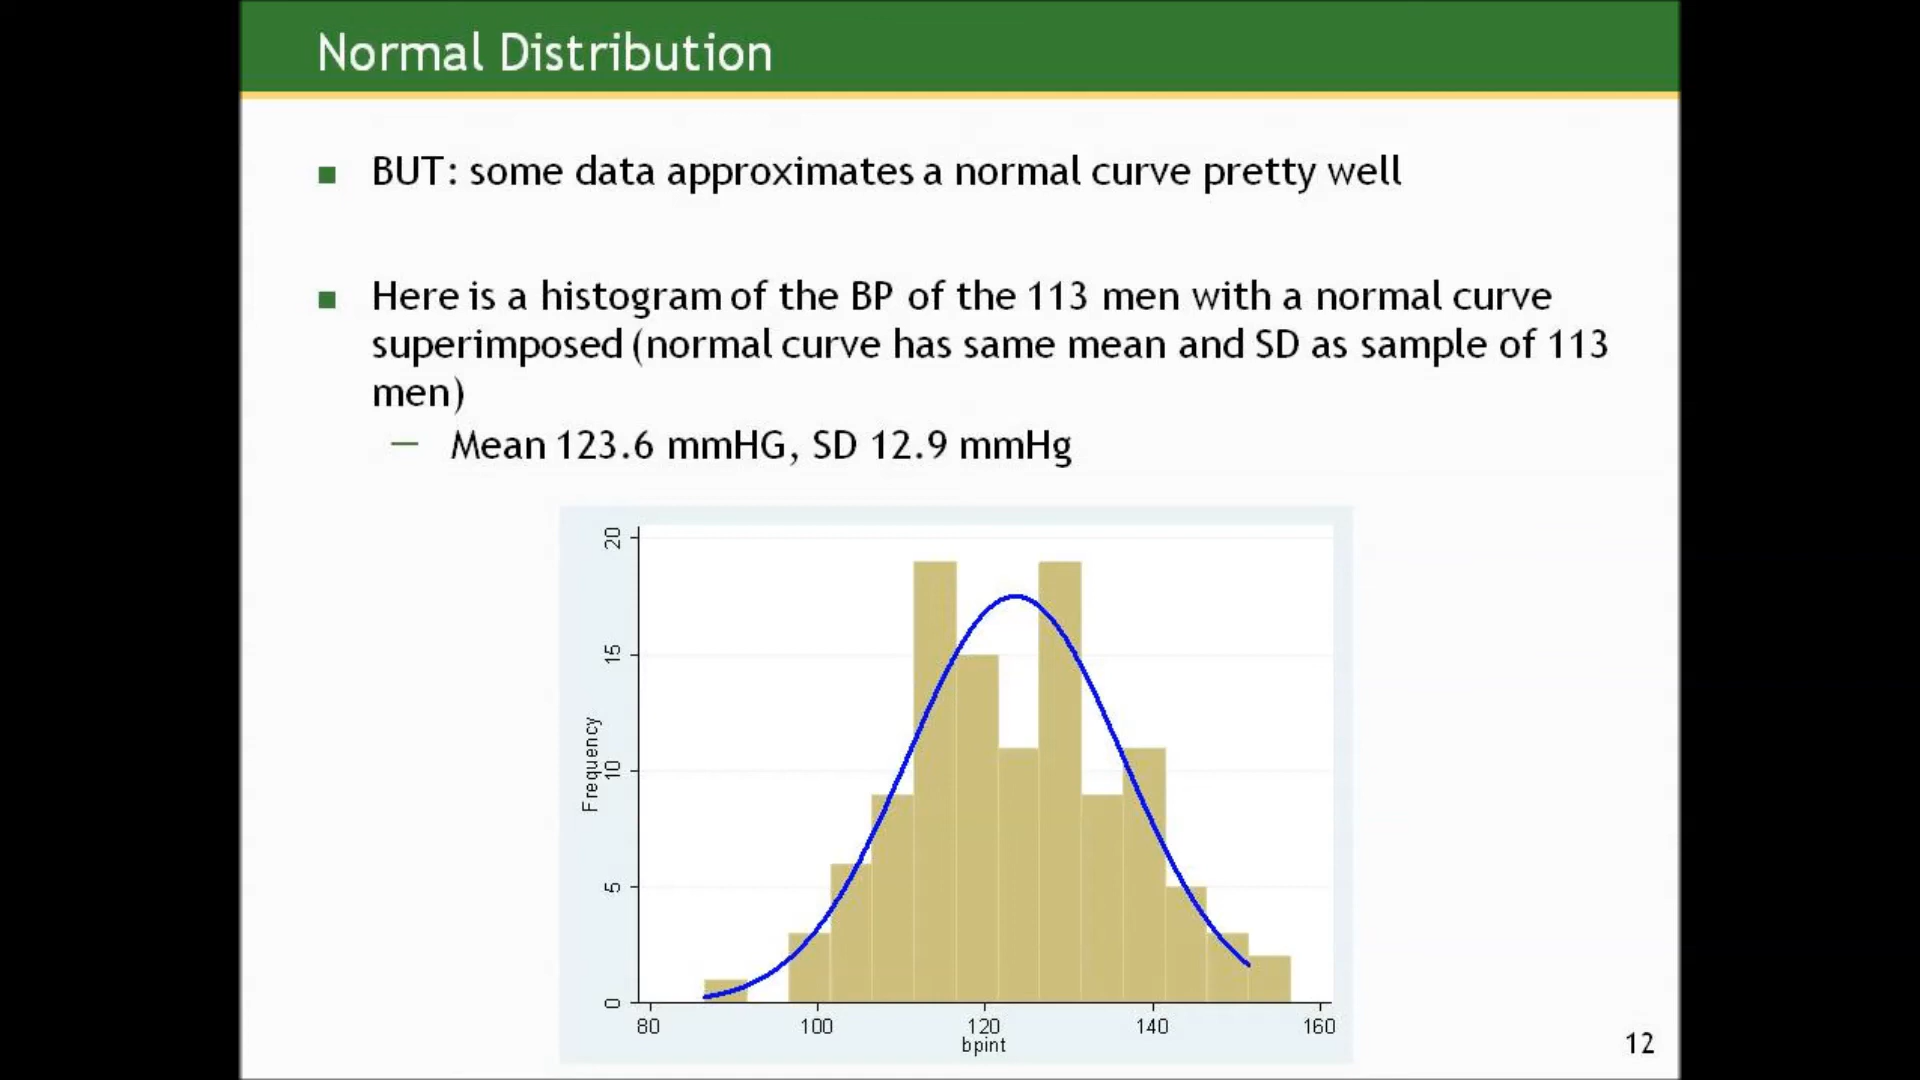 Normal Distribution
BUT: some data approximates a normal curve pretty well
Here is a histogram of the BP of the 113 men with a normal curve
superimposed (normal curve has same mean and SD as sample of 113
men)
— Mean 123.6 mmHG, SD 12.9 mmHg
20
15
10
5
0
Frequency
80 100 120 140 160
bpint
12